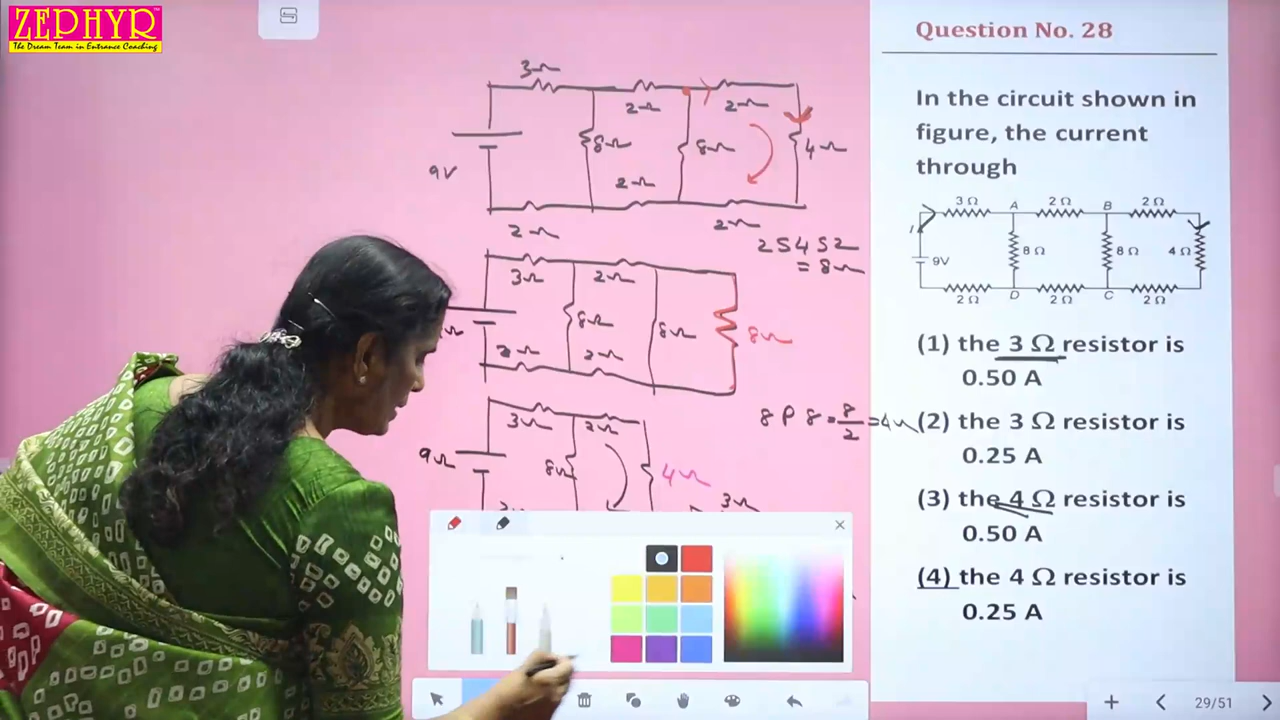 ZEPHYR™
The Dream Team in Entrance Coaching
3Ω
2Ω
2Ω
8Ω
8Ω
4Ω
9V
2Ω
2Ω
2Ω
2S4S2
= 8Ω
3Ω
2Ω
8Ω
8Ω
8Ω
2Ω
2Ω
8 P 8 = 8/2 = 4Ω
3Ω
2Ω
9Ω
8Ω
4Ω
3Ω
Question No. 28
In the circuit shown in
figure, the current
through
3 Ω A 2 Ω B 2 Ω
I
9V
8 Ω
8 Ω
4 Ω
2 Ω D 2 Ω C 2 Ω
(1) the 3 Ω resistor is
0.50 A
(2) the 3 Ω resistor is
0.25 A
(3) the 4 Ω resistor is
0.50 A
(4) the 4 Ω resistor is
0.25 A
29/51